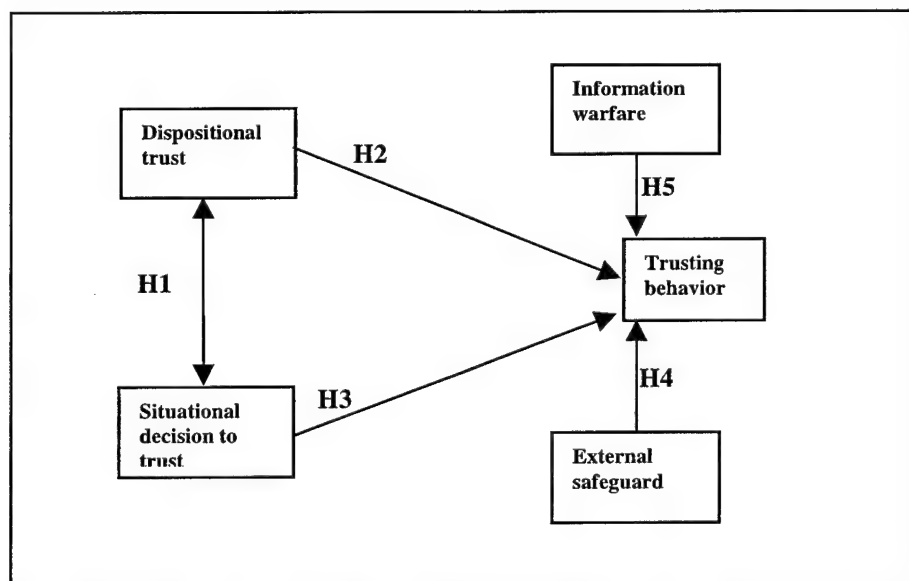 Information
warfare
Dispositional
trust
H2
H5
Trusting
behavior
H1
H4
H3
Situational
decision to
trust
External
safeguard